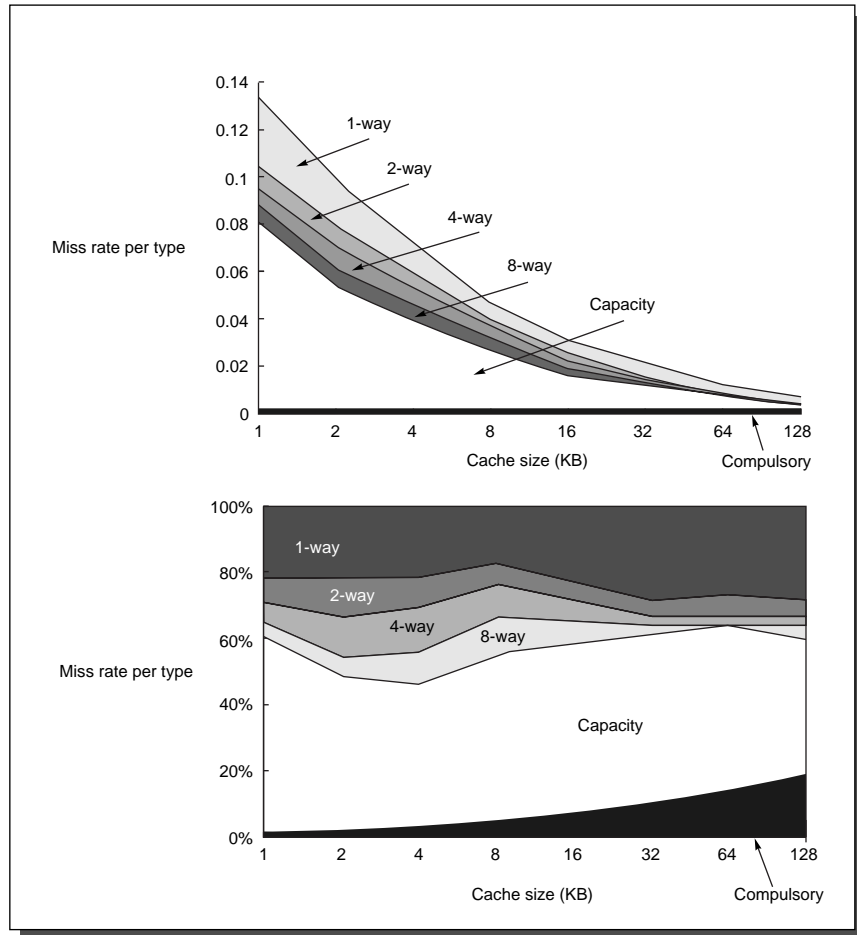 0.14
0.12
0.1
0.08
0.06
0.04
0.02
0
Miss rate per type
1-way
2-way
4-way
8-way
Capacity
1 2 4 8 16 32 64 128
Cache size (KB)
Compulsory
100%
80%
60%
40%
20%
0%
Miss rate per type
1-way
2-way
4-way
8-way
Capacity
1 2 4 8 16 32 64 128
Cache size (KB)
Compulsory